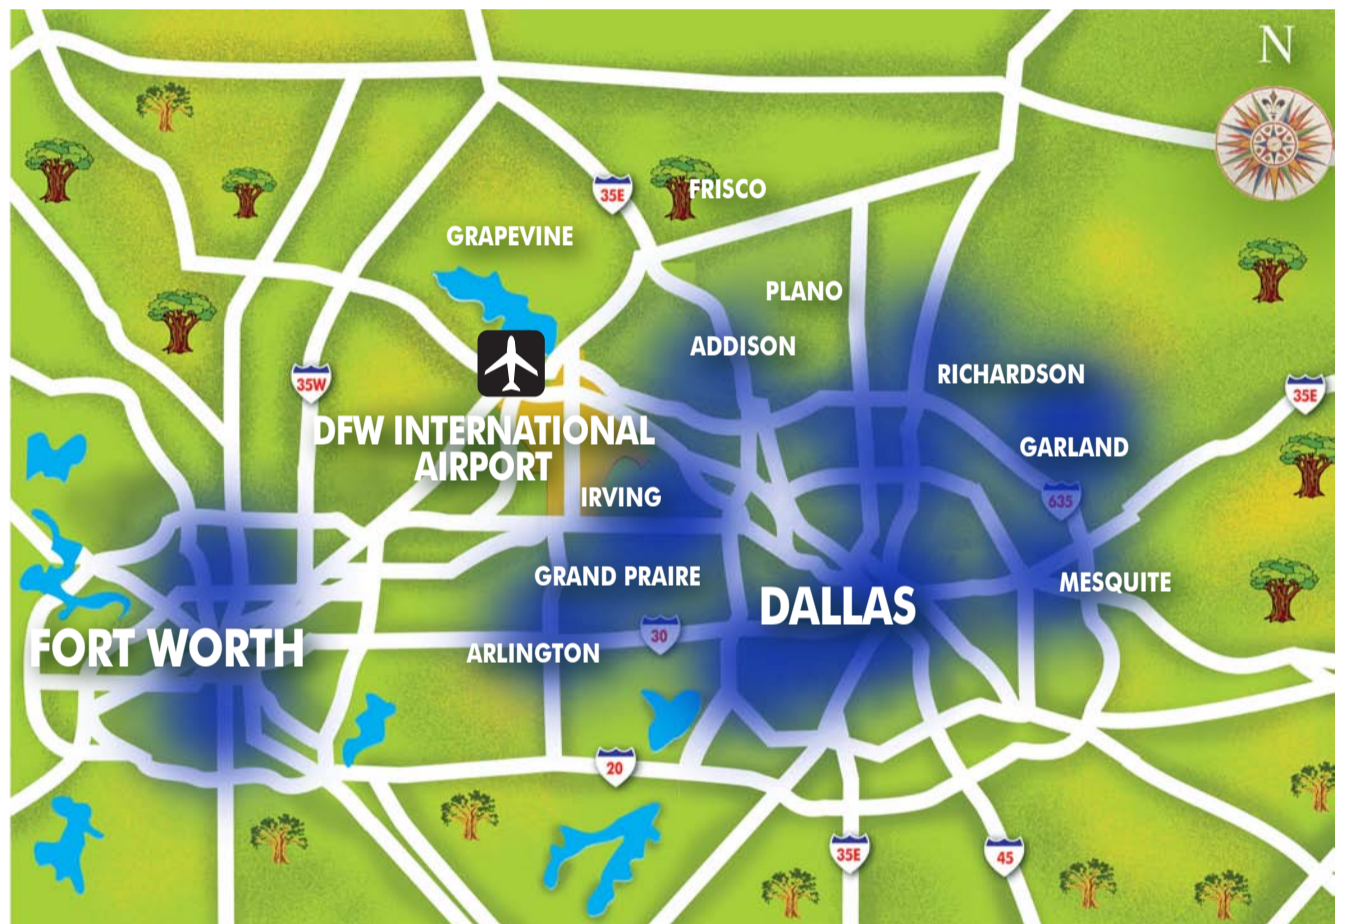 N
35E
FRISCO
GRAPEVINE
PLANO
ADDISON
RICHARDSON
35W
35E
DFW INTERNATIONAL
AIRPORT
GARLAND
IRVING
635
GRAND PRAIRE
MESQUITE
DALLAS
30
FORT WORTH
ARLINGTON
20
35E
45